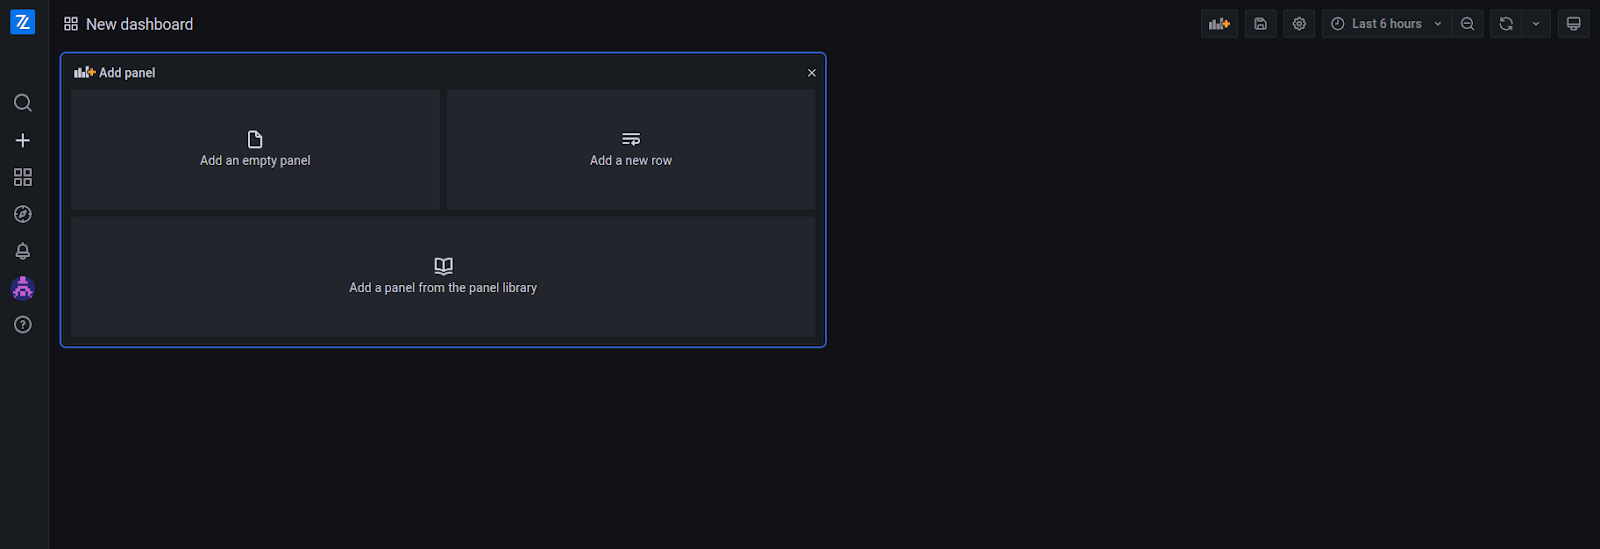 New dashboard
Last 6 hours
Add panel
Add an empty panel
Add a new row
Add a panel from the panel library